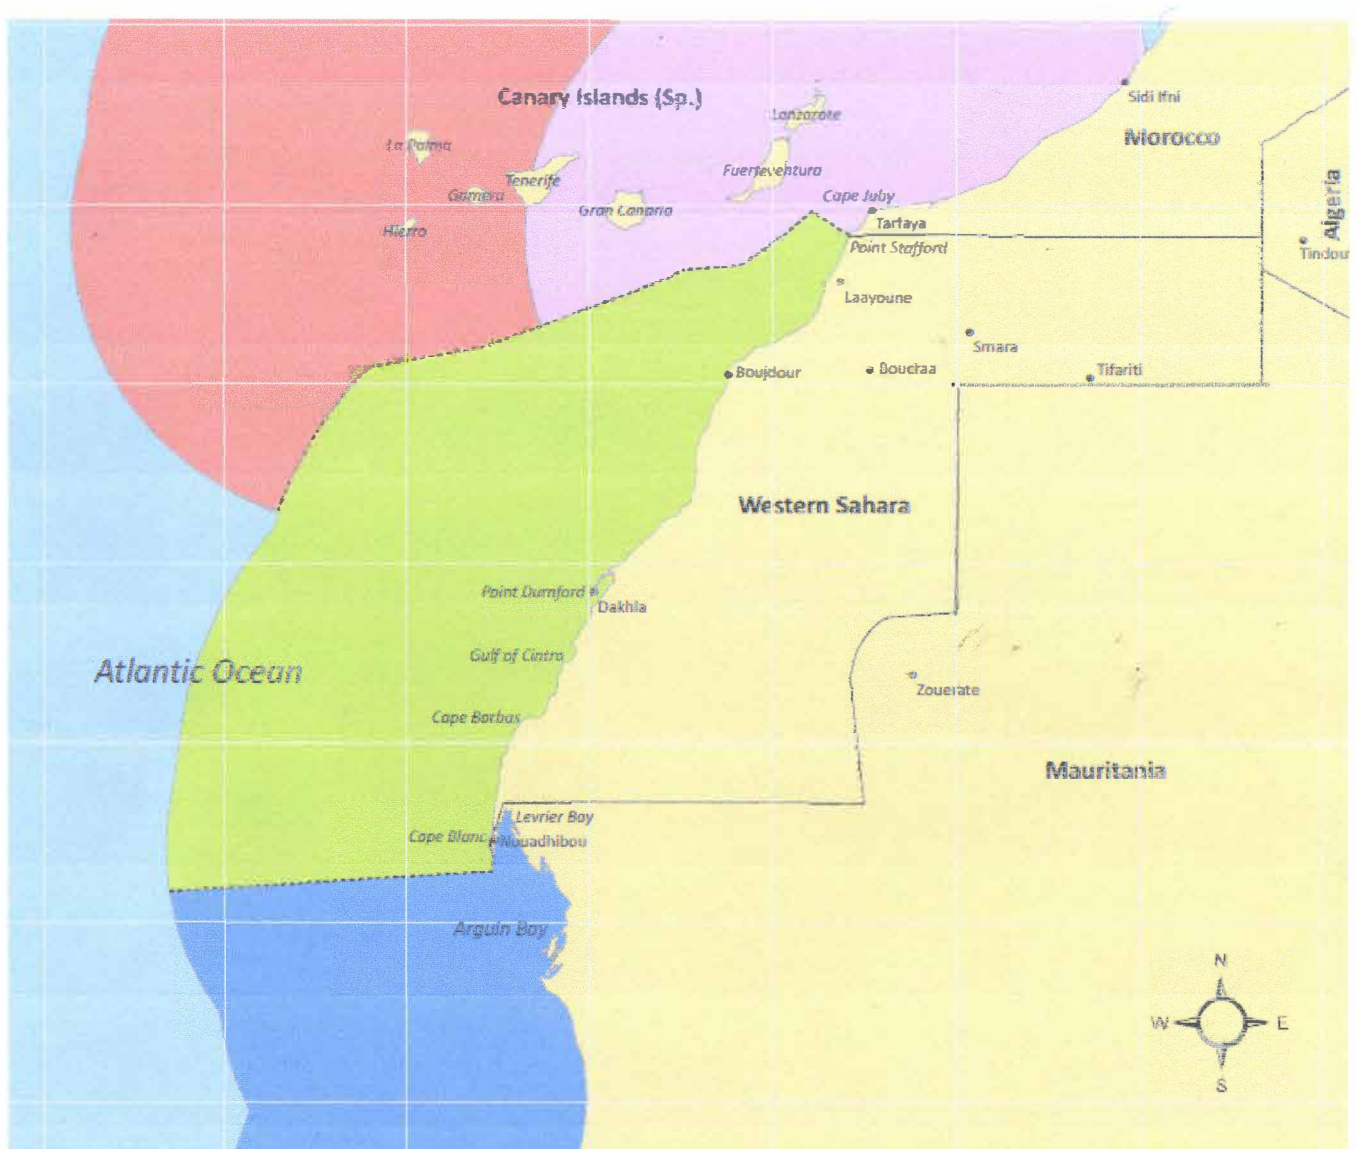 Canary Islands (Sp.)
Lanzarote
Sidi Ifni
Morocco
La Palma
Fuerteventura
Tenerife
Gomera
Cape Juby
Algeria
Gran Canaria
Hierro
Tarfaya
Point Stafford
Tindouf
Laayoune
Smara
Boujdour
Boucraa
Tifariti
Western Sahara
Point Durnford
Dakhla
Gulf of Cintra
Atlantic Ocean
Zouerate
Cape Barbas
Mauritania
Levrier Bay
Cape Blanc
Nouadhibou
Arguin Bay
N
W
E
S